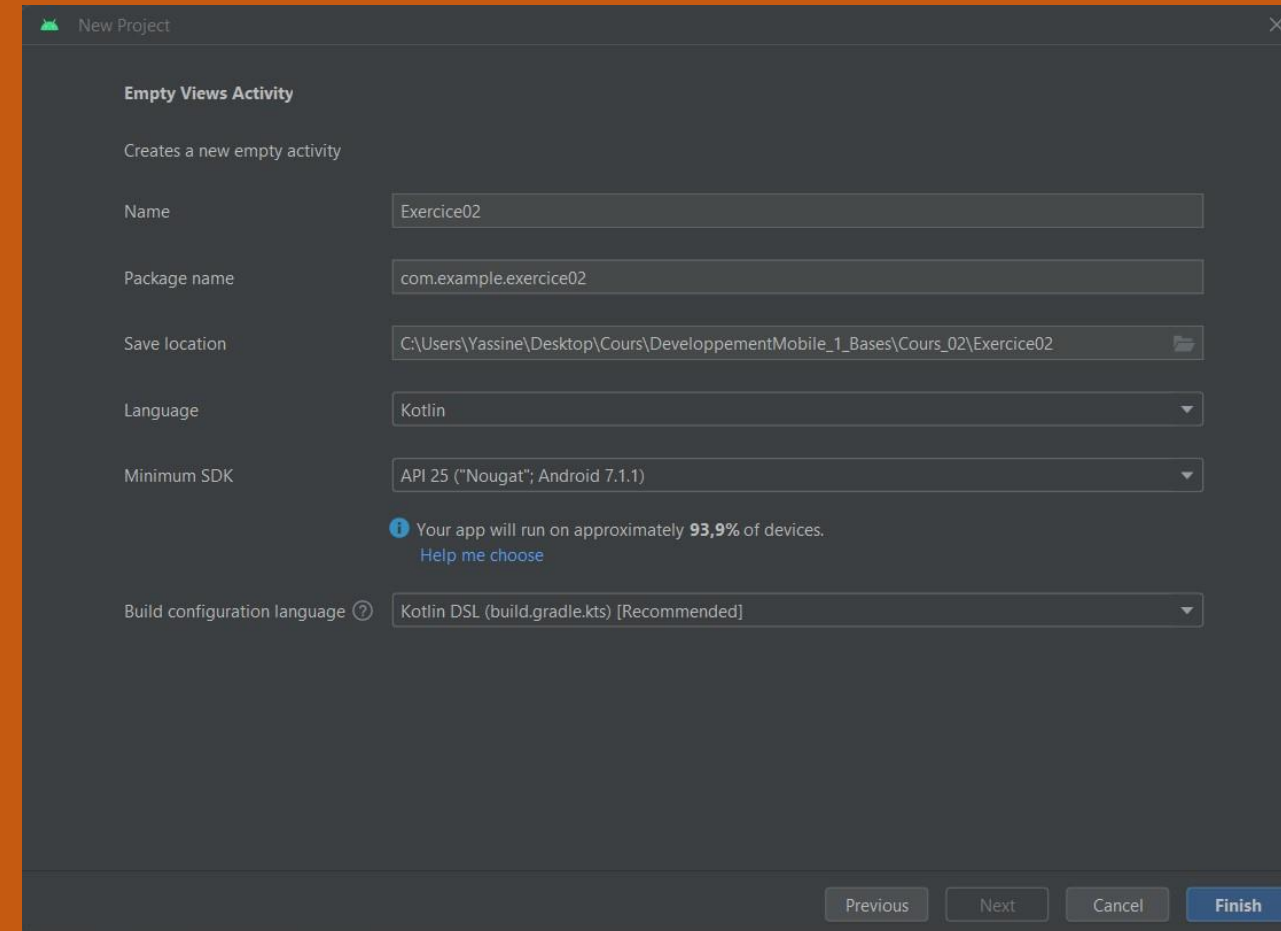 New Project
Empty Views Activity
Creates a new empty activity
Name Exercice02
Package name com.example.exercice02
Save location C:\Users\Yassine\Desktop\Cours\DeveloppementMobile_1_Bases\Cours_02\Exercice02
Language Kotlin
Minimum SDK API 25 ("Nougat"; Android 7.1.1)
Your app will run on approximately 93,9% of devices.
Help me choose
Build configuration language ? Kotlin DSL (build.gradle.kts) [Recommended]
Previous Next Cancel Finish